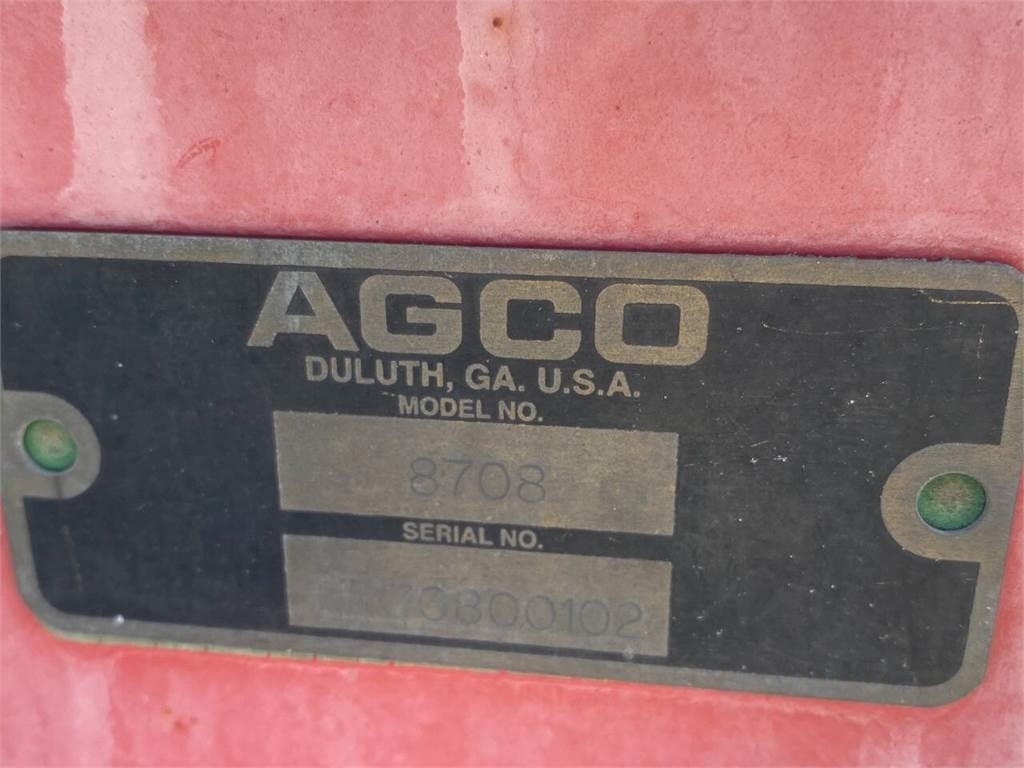 AGCO
DULUTH, GA. U.S.A.
MODEL NO.
8708
SERIAL NO.